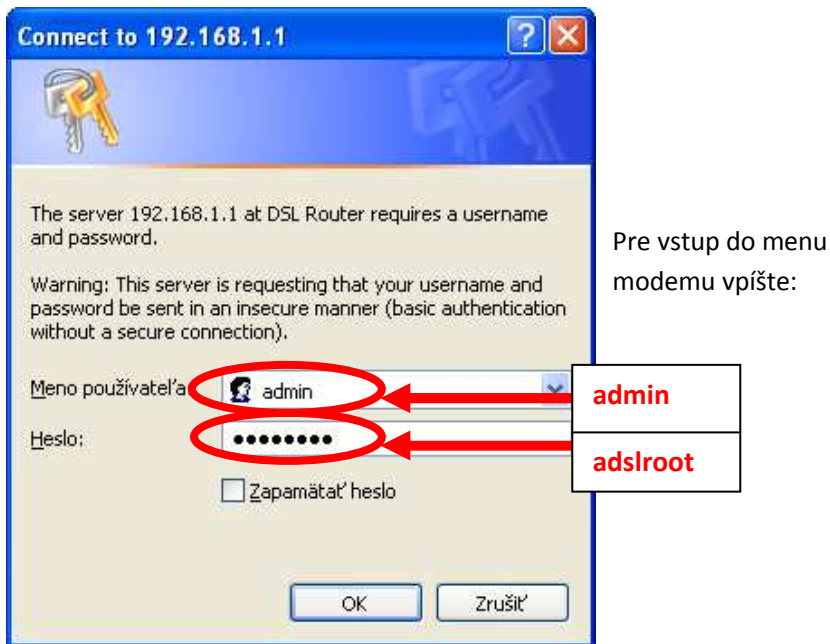 Connect to 192.168.1.1
The server 192.168.1.1 at DSL Router requires a username
and password.
Warning: This server is requesting that your username and
password be sent in an insecure manner (basic authentication
without a secure connection).
Meno používateľa:
admin
Heslo:
••••••••
Zapamätať heslo
OK
Zrušiť
Pre vstup do menu
modemu vpíšte:
admin
adslroot